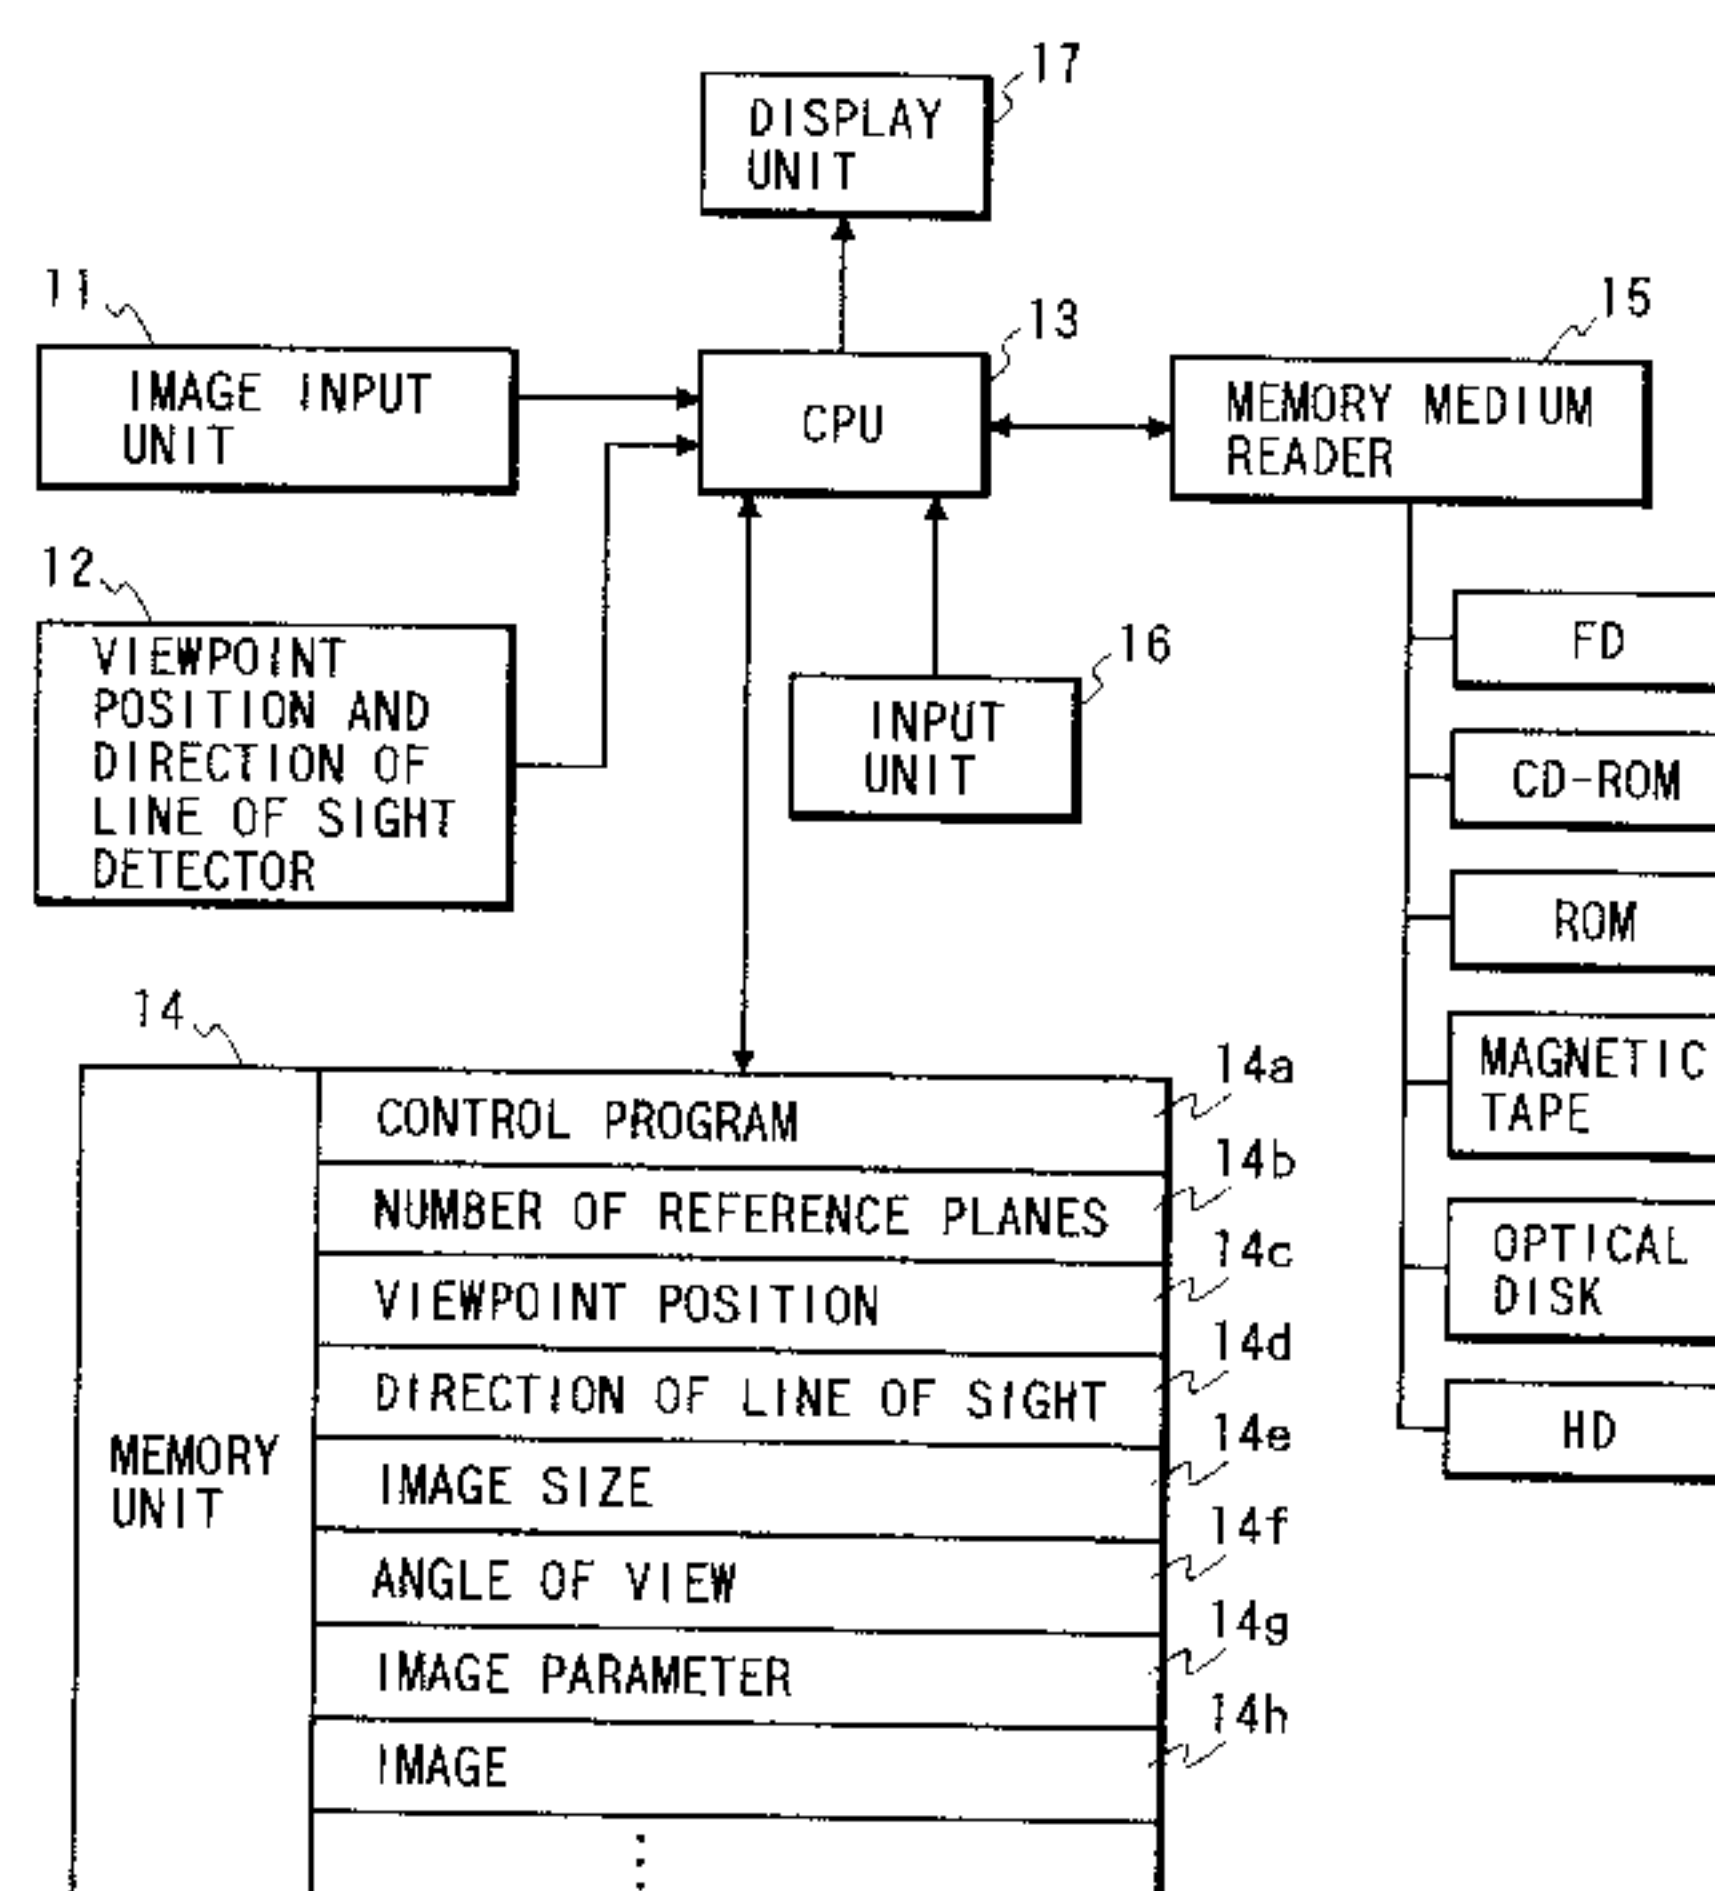 17
DISPLAY
UNIT
11
IMAGE INPUT
UNIT
13
CPU
15
MEMORY MEDIUM
READER
12
VIEWPOINT
POSITION AND
DIRECTION OF
LINE OF SIGHT
DETECTOR
16
INPUT
UNIT
FD
CD-ROM
ROM
MAGNETIC
TAPE
OPTICAL
DISK
HD
14
MEMORY
UNIT
CONTROL PROGRAM
14a
NUMBER OF REFERENCE PLANES
14b
VIEWPOINT POSITION
14c
DIRECTION OF LINE OF SIGHT
14d
IMAGE SIZE
14e
ANGLE OF VIEW
14f
IMAGE PARAMETER
14g
IMAGE
14h